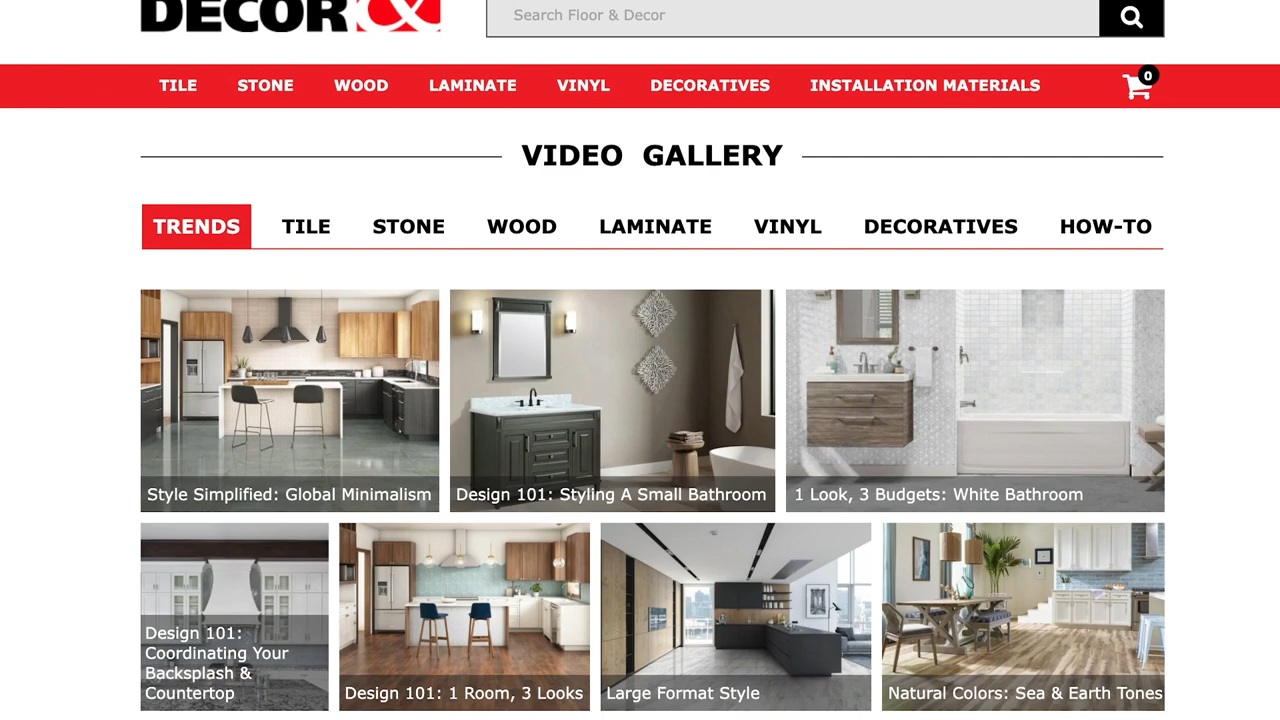 DECOR&
Search Floor & Decor
0
TILE STONE WOOD LAMINATE VINYL DECORATIVES INSTALLATION MATERIALS
VIDEO GALLERY
TRENDS TILE STONE WOOD LAMINATE VINYL DECORATIVES HOW-TO
Style Simplified: Global Minimalism
Design 101: Styling A Small Bathroom
1 Look, 3 Budgets: White Bathroom
Design 101:
Coordinating Your
Backsplash &
Countertop
Design 101: 1 Room, 3 Looks
Large Format Style
Natural Colors: Sea & Earth Tones